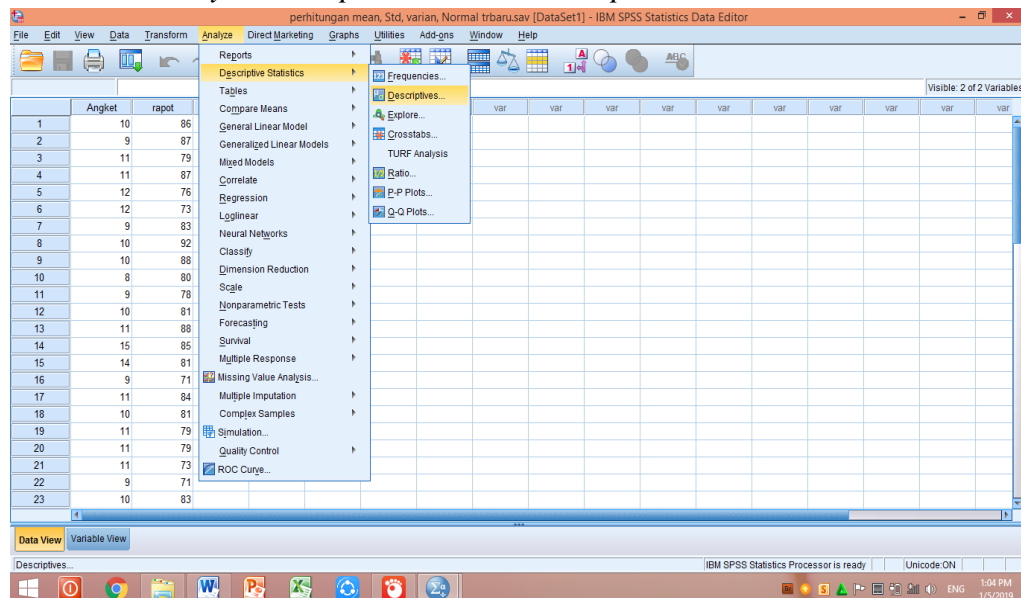 perhitungan mean, Std, varian, Normal trbaru.sav [DataSet1] - IBM SPSS Statistics Data Editor
File Edit View Data Transform Analyze Direct Marketing Graphs Utilities Add-ons Window Help
Visible: 2 of 2 Variables
Reports
Descriptive Statistics
Tables
Compare Means
General Linear Model
Generalized Linear Models
Mixed Models
Correlate
Regression
Loglinear
Neural Networks
Classify
Dimension Reduction
Scale
Nonparametric Tests
Forecasting
Survival
Multiple Response
Missing Value Analysis...
Multiple Imputation
Complex Samples
Simulation...
Quality Control
ROC Curve...
Frequencies...
Descriptives...
Explore...
Crosstabs...
TURF Analysis
Ratio...
P-P Plots...
Q-Q Plots...
Angket rapot var var var var var var var var var
1 10 86
2 9 87
3 11 79
4 11 87
5 12 76
6 12 73
7 9 83
8 10 92
9 10 88
10 8 80
11 9 78
12 10 81
13 11 88
14 15 85
15 14 81
16 9 71
17 11 84
18 10 81
19 11 79
20 11 79
21 11 73
22 9 71
23 10 83
Data View Variable View
Descriptives... IBM SPSS Statistics Processor is ready Unicode:ON
ENG 1:04 PM
1/5/2019